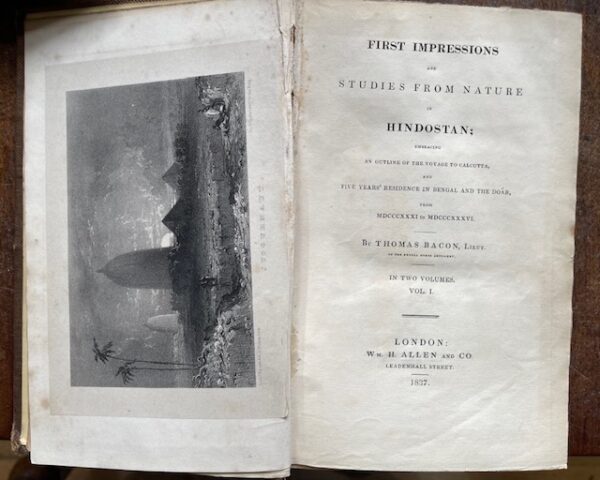 FIRST IMPRESSIONS
AND
STUDIES FROM NATURE
IN
HINDOSTAN;
EMBRACING
AN OUTLINE OF THE VOYAGE TO CALCUTTA,
AND
FIVE YEARS' RESIDENCE IN BENGAL AND THE DOÁB,
FROM
MDCCCXXXI to MDCCCXXXVI.
By THOMAS BACON, Lieut.
OF THE BENGAL HORSE ARTILLERY.
IN TWO VOLUMES.
VOL. I.
LONDON:
Wm. H. ALLEN AND CO.
LEADENHALL STREET.
1837.